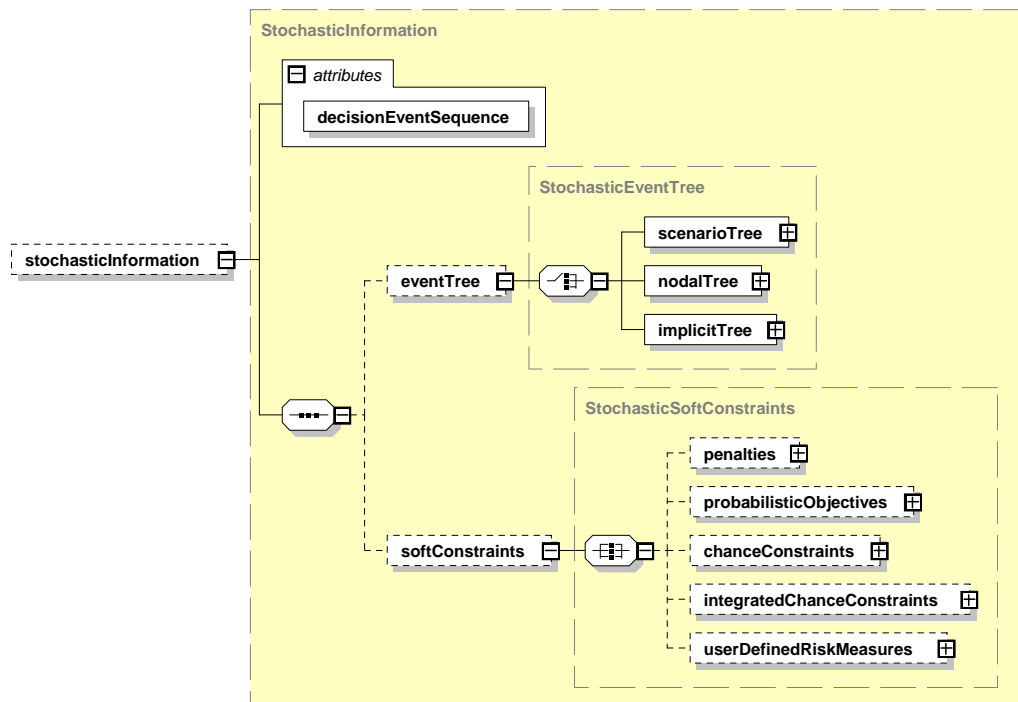 StochasticInformation
attributes
decisionEventSequence
StochasticEventTree
scenarioTree
stochasticInformation
eventTree
nodalTree
implicitTree
StochasticSoftConstraints
penalties
probabilisticObjectives
softConstraints
chanceConstraints
integratedChanceConstraints
userDefinedRiskMeasures